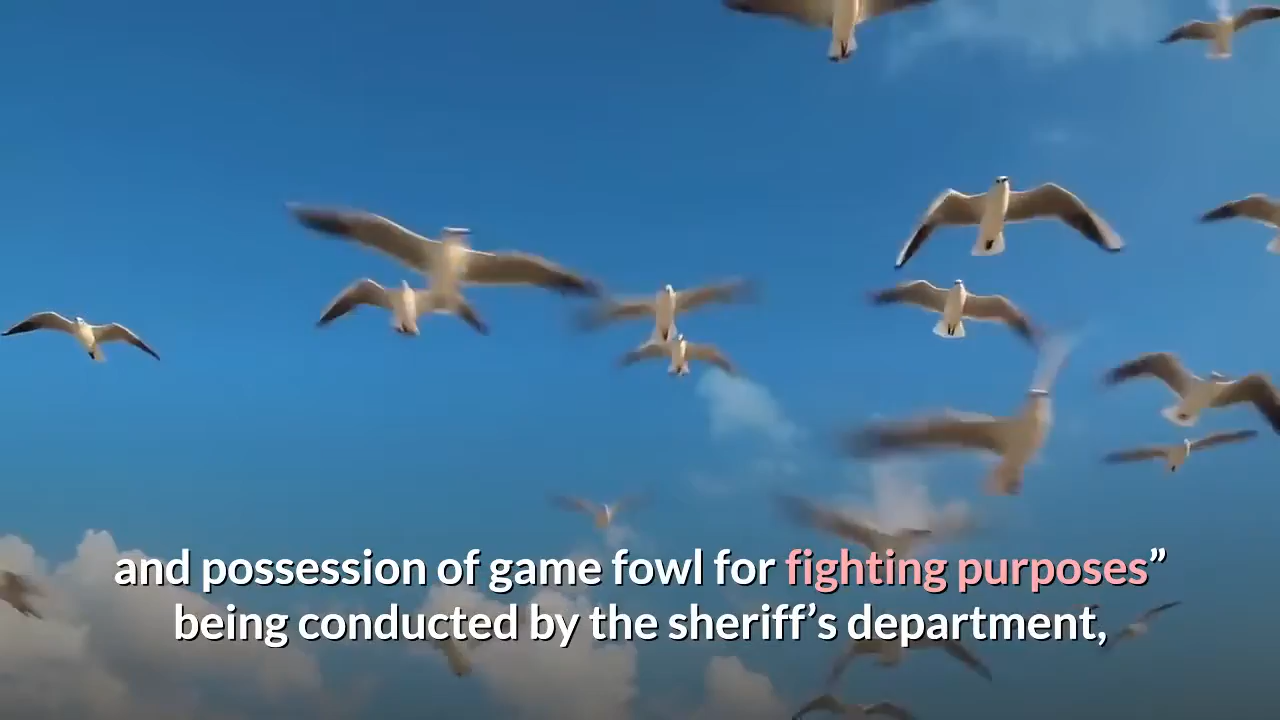 and possession of game fowl for fighting purposes”
being conducted by the sheriff’s department,